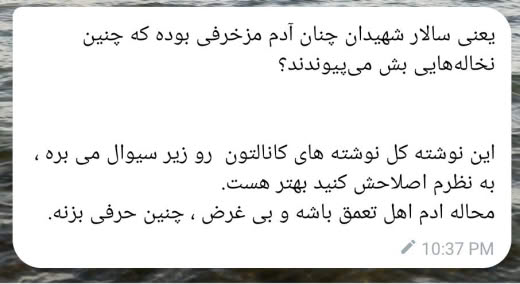 یعنی سالار شهیدان چنان آدم مزخرفی بوده که چنین
نخاله‌هایی بش می‌پیوندند؟
این نوشته کل نوشته های کانالتون  رو زیر سیوال می بره ،
به نظرم اصلاحش کنید بهتر هست.
محاله ادم اهل تعمق باشه و بی غرض ، چنین حرفی بزنه.
10:37 PM